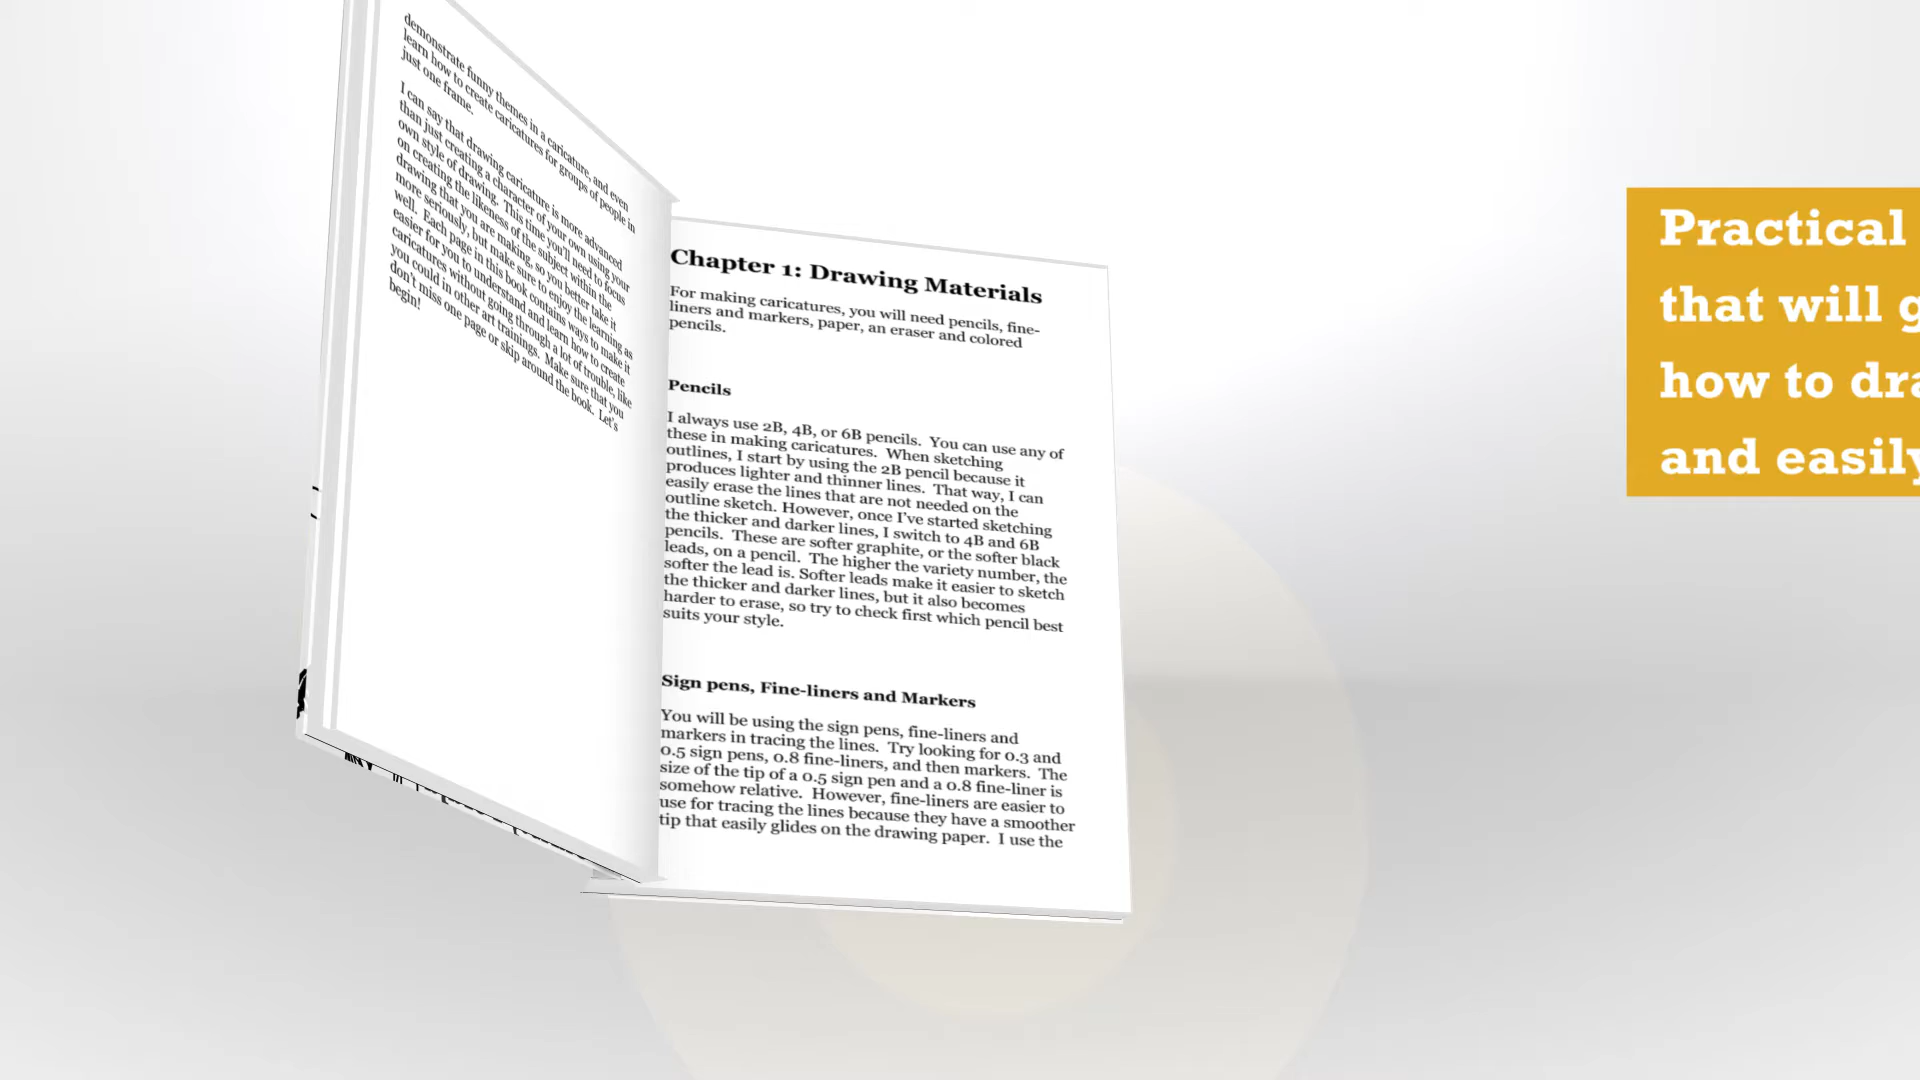 demonstrate funny themes in a caricature, and even
learn how to create caricatures for groups of people in
just one frame.
I can say that drawing caricature is more advanced
than just creating a character of your own using your
own style of drawing.  This time you'll need to focus
on creating the likeness of the subject within the
drawing that you are making, so you better take it
more seriously, but make sure to enjoy the learning as
well.  Each page in this book contains ways to make it
easier for you to understand and learn how to create
caricatures without going through a lot of trouble, like
you could in other art trainings.  Make sure that you
don't miss one page or skip around the book.  Let's
begin!
Chapter 1: Drawing Materials
For making caricatures, you will need pencils, fine-
liners and markers, paper, an eraser and colored
pencils.
Pencils
I always use 2B, 4B, or 6B pencils.  You can use any of
these in making caricatures.  When sketching
outlines, I start by using the 2B pencil because it
produces lighter and thinner lines.  That way, I can
easily erase the lines that are not needed on the
outline sketch. However, once I've started sketching
the thicker and darker lines, I switch to 4B and 6B
pencils.  These are softer graphite, or the softer black
leads, on a pencil.  The higher the variety number, the
softer the lead is. Softer leads make it easier to sketch
the thicker and darker lines, but it also becomes
harder to erase, so try to check first which pencil best
suits your style.
Sign pens, Fine-liners and Markers
You will be using the sign pens, fine-liners and
markers in tracing the lines.  Try looking for 0.3 and
0.5 sign pens, 0.8 fine-liners, and then markers.  The
size of the tip of a 0.5 sign pen and a 0.8 fine-liner is
somehow relative.  However, fine-liners are easier to
use for tracing the lines because they have a smoother
tip that easily glides on the drawing paper.  I use the
Practical
that will
how to
and easily